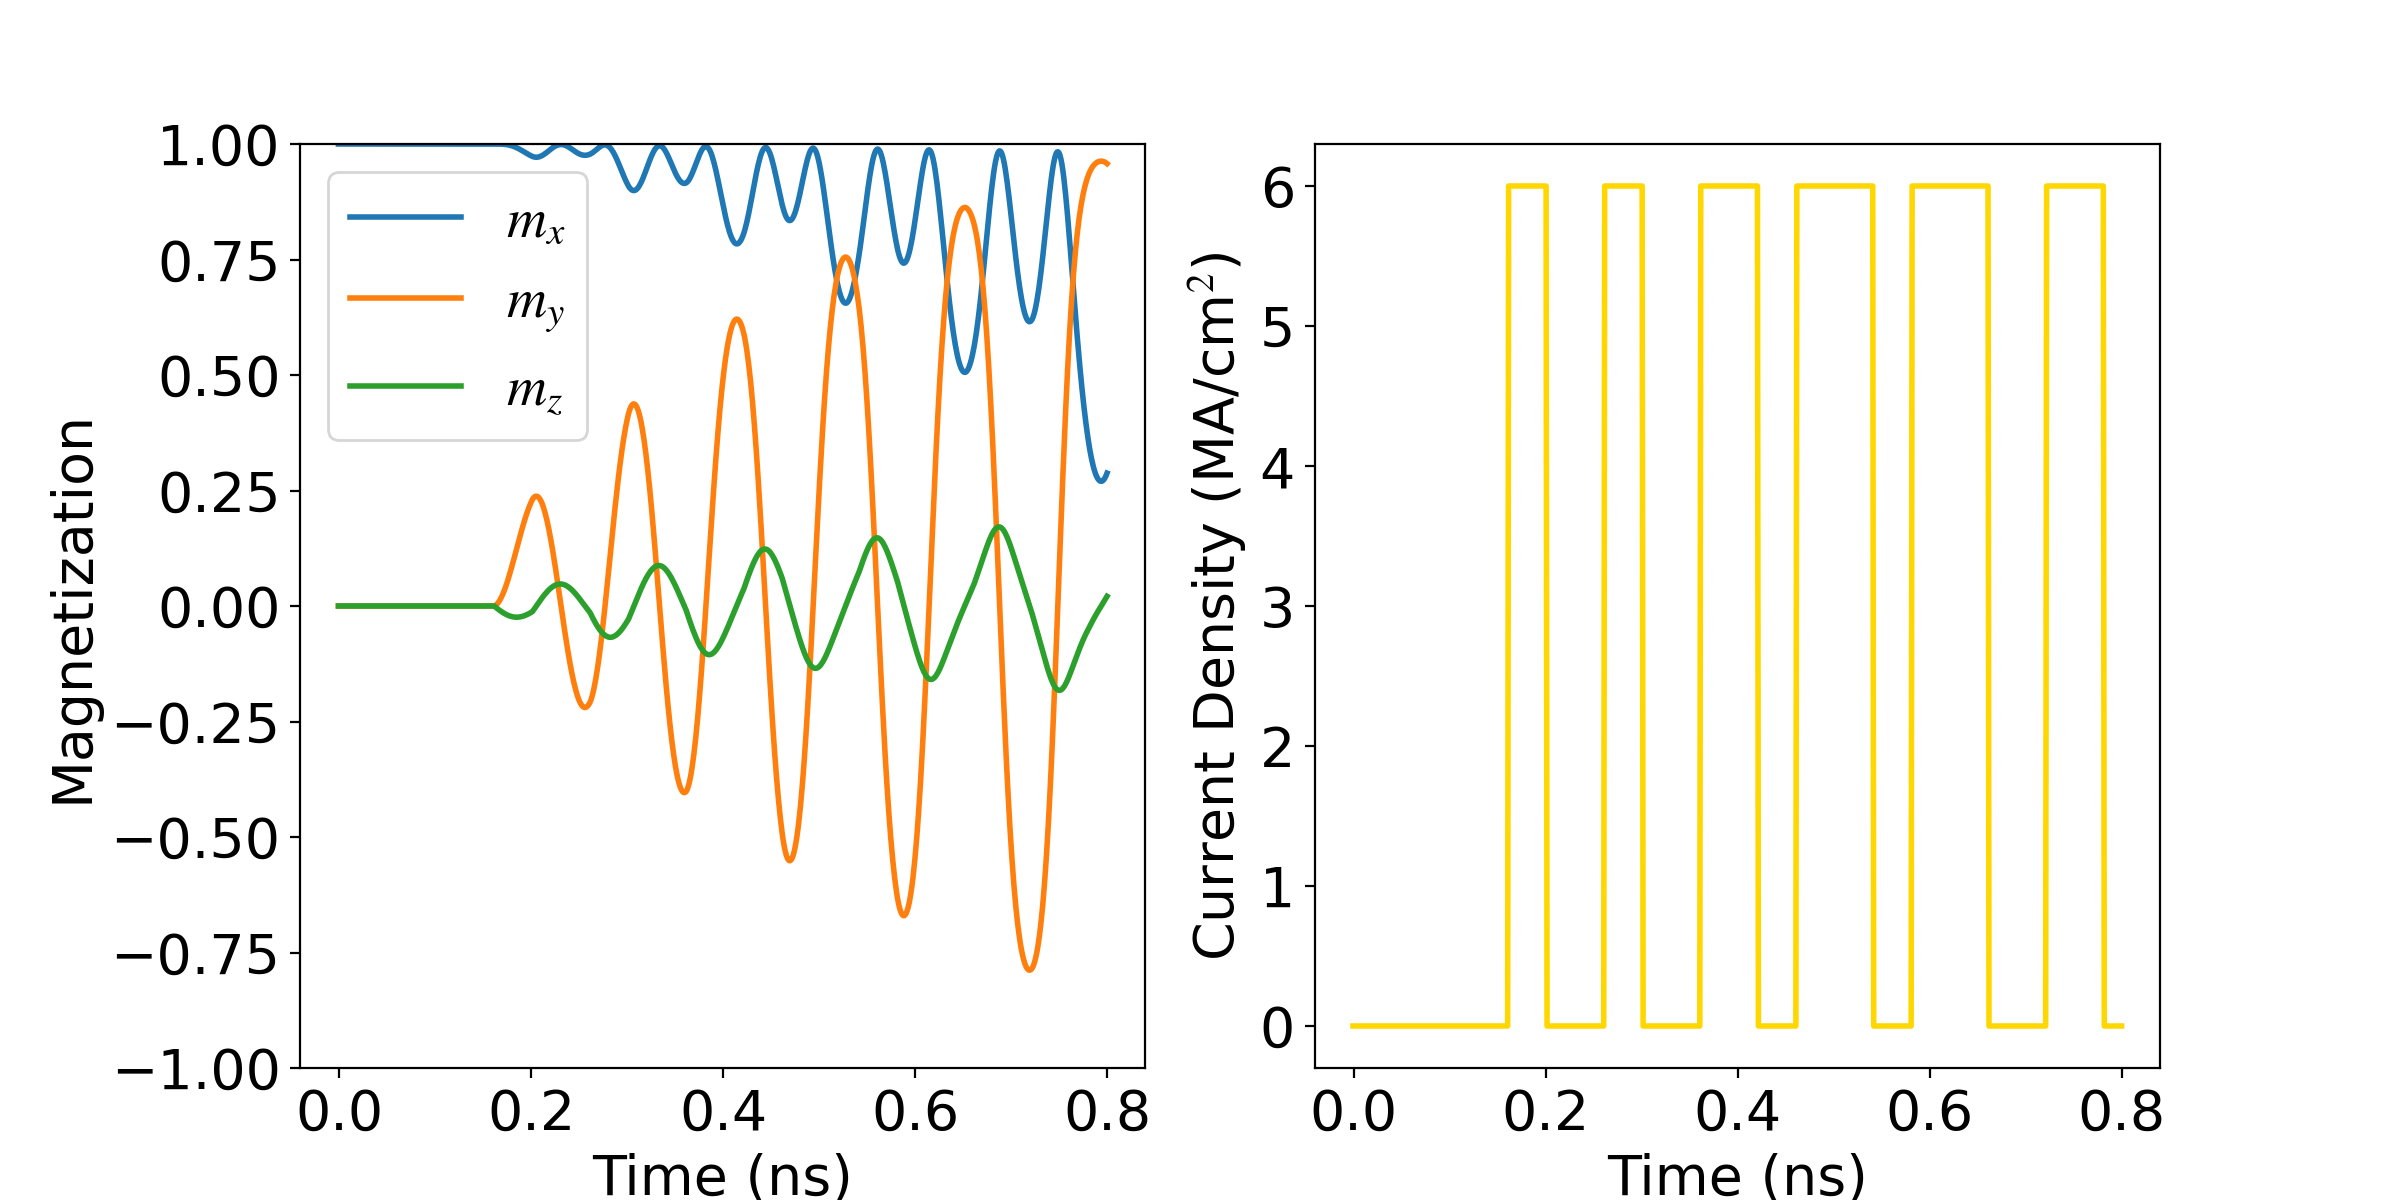 Magnetization
1.00
0.75
0.50
0.25
0.00
−0.25
−0.50
−0.75
−1.00
m_x
m_y
m_z
0.0 0.2 0.4 0.6 0.8
Time (ns)
Current Density (MA/cm²)
6
5
4
3
2
1
0
0.0 0.2 0.4 0.6 0.8
Time (ns)